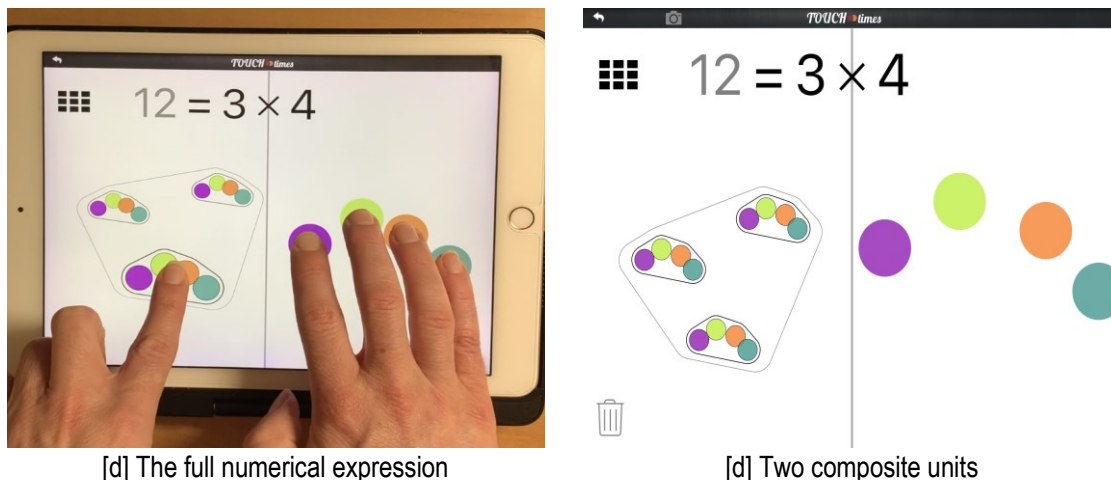 TOUCH times
12 = 3 × 4
TOUCH times
12 = 3 × 4
[d] The full numerical expression
[d] Two composite units